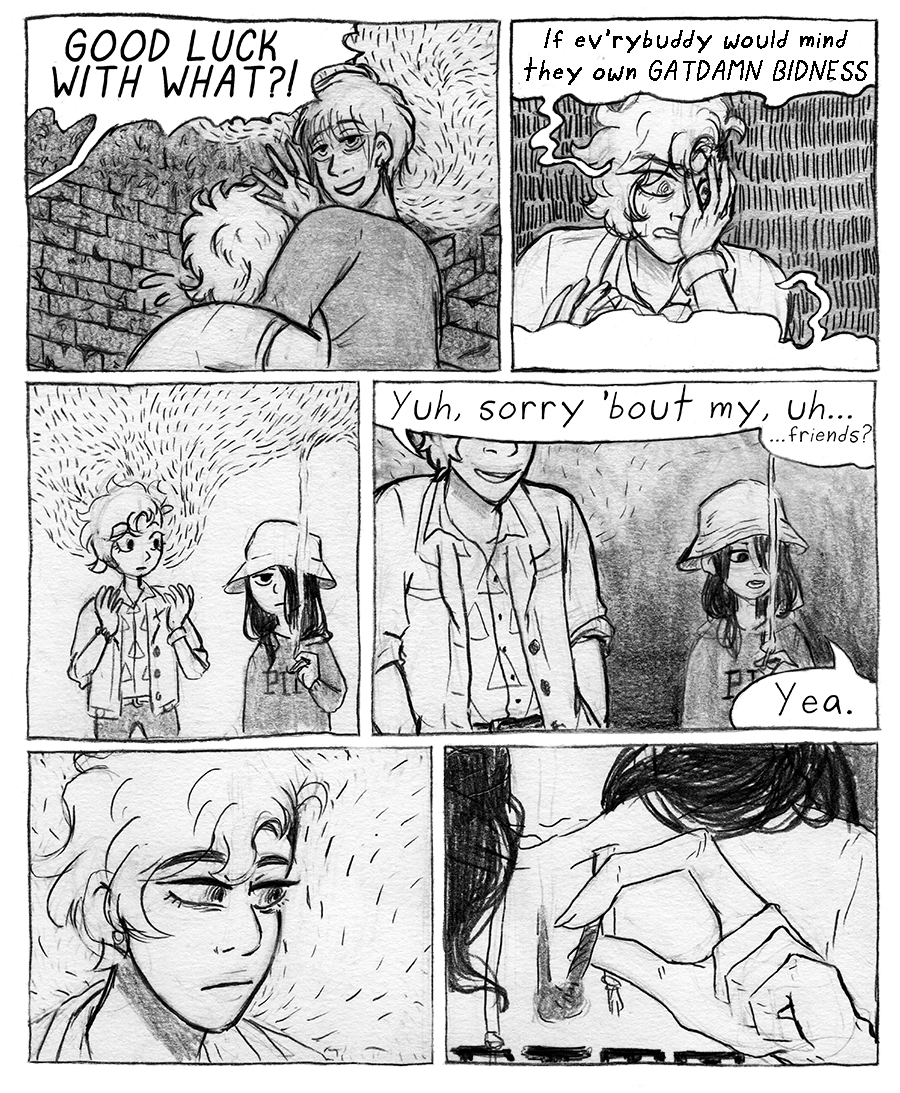 GOOD LUCK
WITH WHAT?!
If ev'rybuddy would mind
they own GATDAMN BIDNESS
Yuh, sorry 'bout my, uh...
...friends?
Yea.